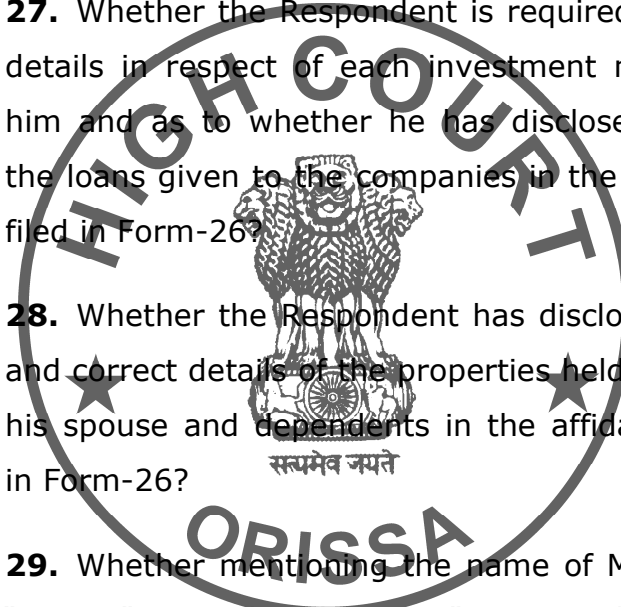 27. Whether the Respondent is required
details in respect of each investment
him and as to whether he has disclose
the loans given to the companies in the
filed in Form-26?
28. Whether the Respondent has disclo
and correct details of the properties held
his spouse and dependents in the affida
in Form-26?
29. Whether mentioning the name of M
HIGH COURT
सत्यमेव जयते
ORISSA